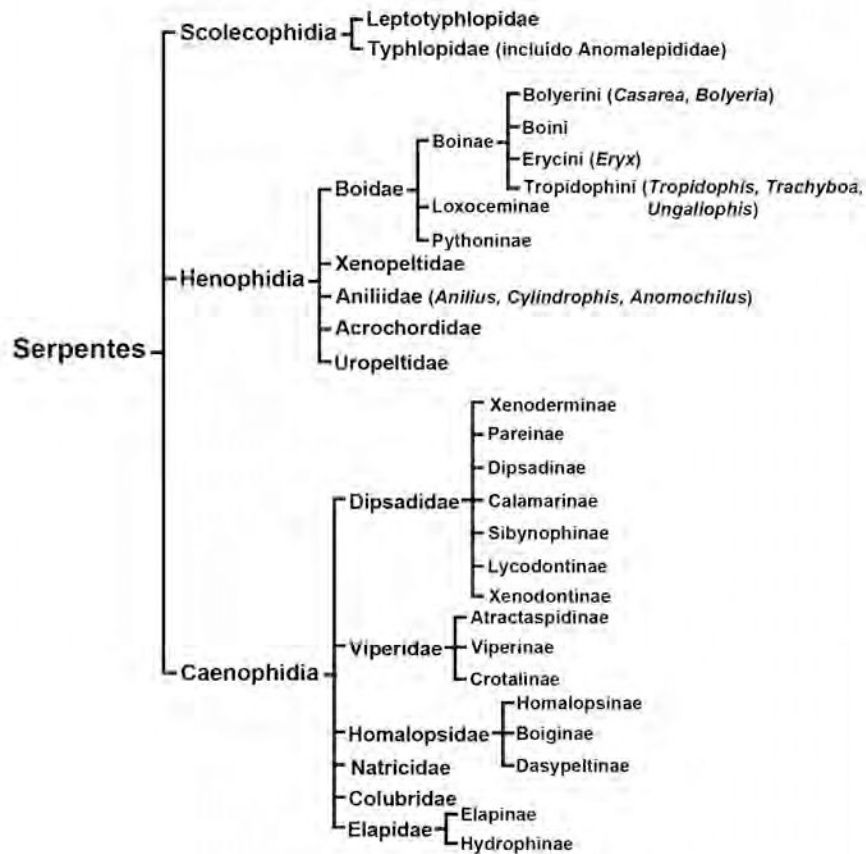 Leptotyphlopidae
Scolecophidia
Typhlopidae (incluído Anomalepididae)
Bolyerini (Casarea, Bolyeria)
Boini
Boinae
Erycini (Eryx)
Boidae
Tropidophini (Tropidophis, Trachyboa,
Ungaliophis)
Loxoceminae
Pythoninae
Xenopeltidae
Henophidia
Aniliidae (Anilius, Cylindrophis, Anomochilus)
Acrochordidae
Serpentes
Uropeltidae
Xenoderminae
Pareinae
Dipsadinae
Dipsadidae
Calamarinae
Sibynophinae
Lycodontinae
Xenodontinae
Atractaspidinae
Viperidae
Viperinae
Caenophidia
Crotalinae
Homalopsinae
Homalopsidae
Boiginae
Natricidae
Dasypeltinae
Colubridae
Elapinae
Elapidae
Hydrophinae